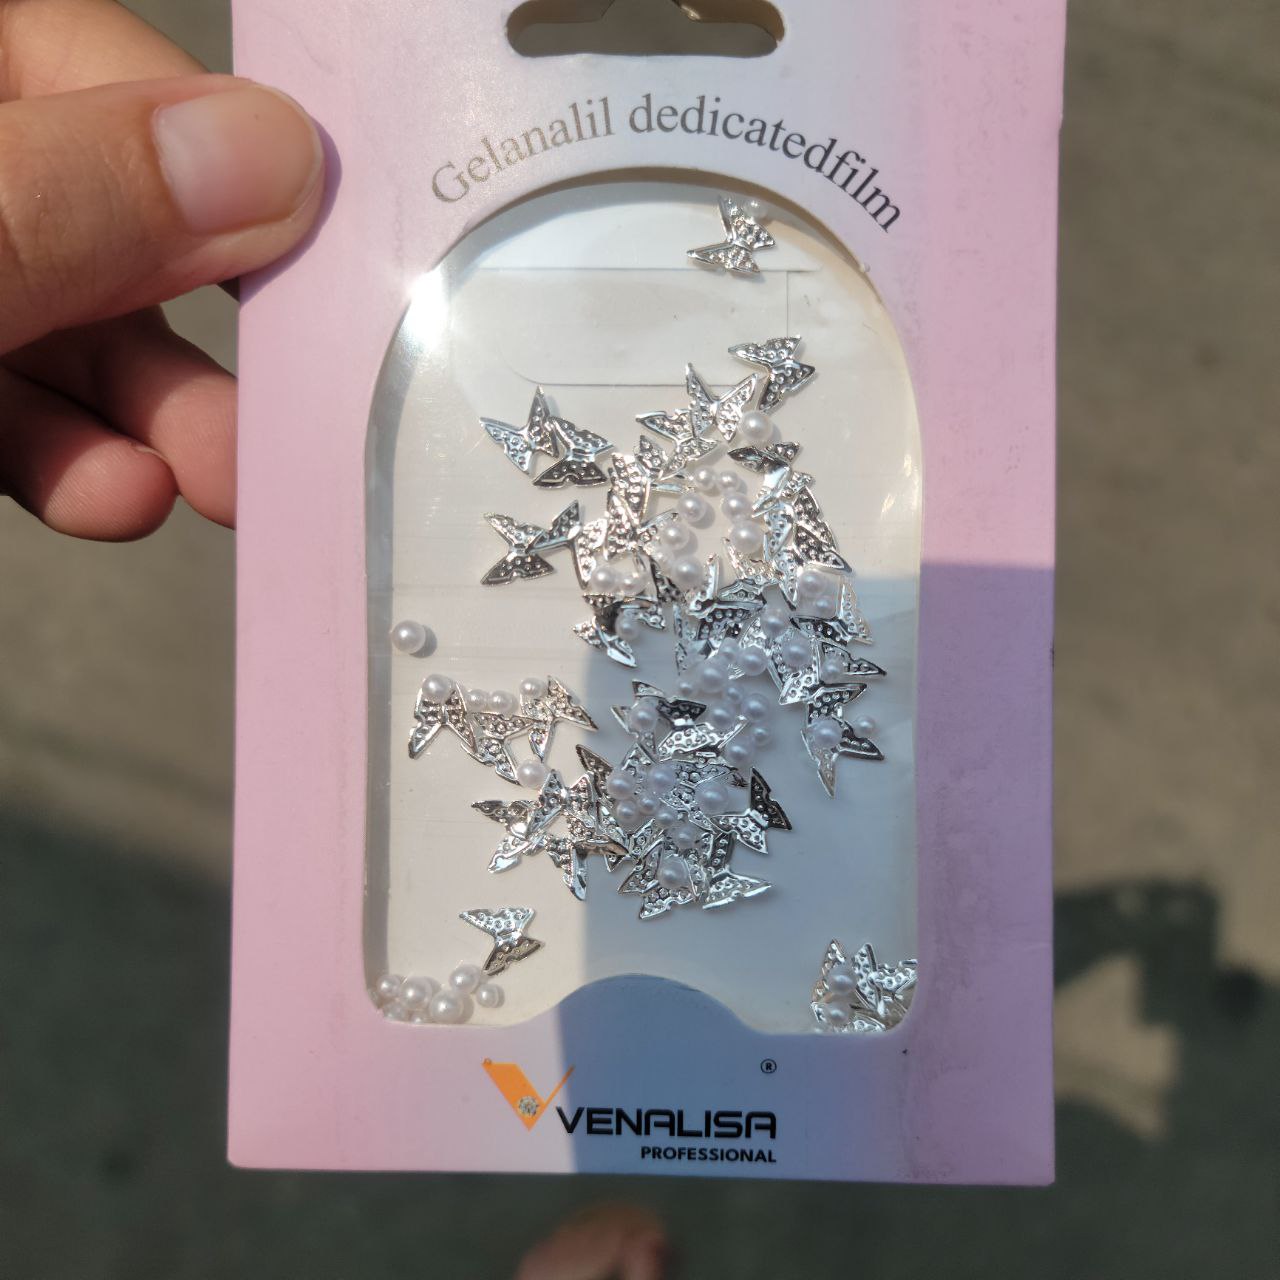 Gelanalil dedicatedfilm
®
VENALISA
PROFESSIONAL